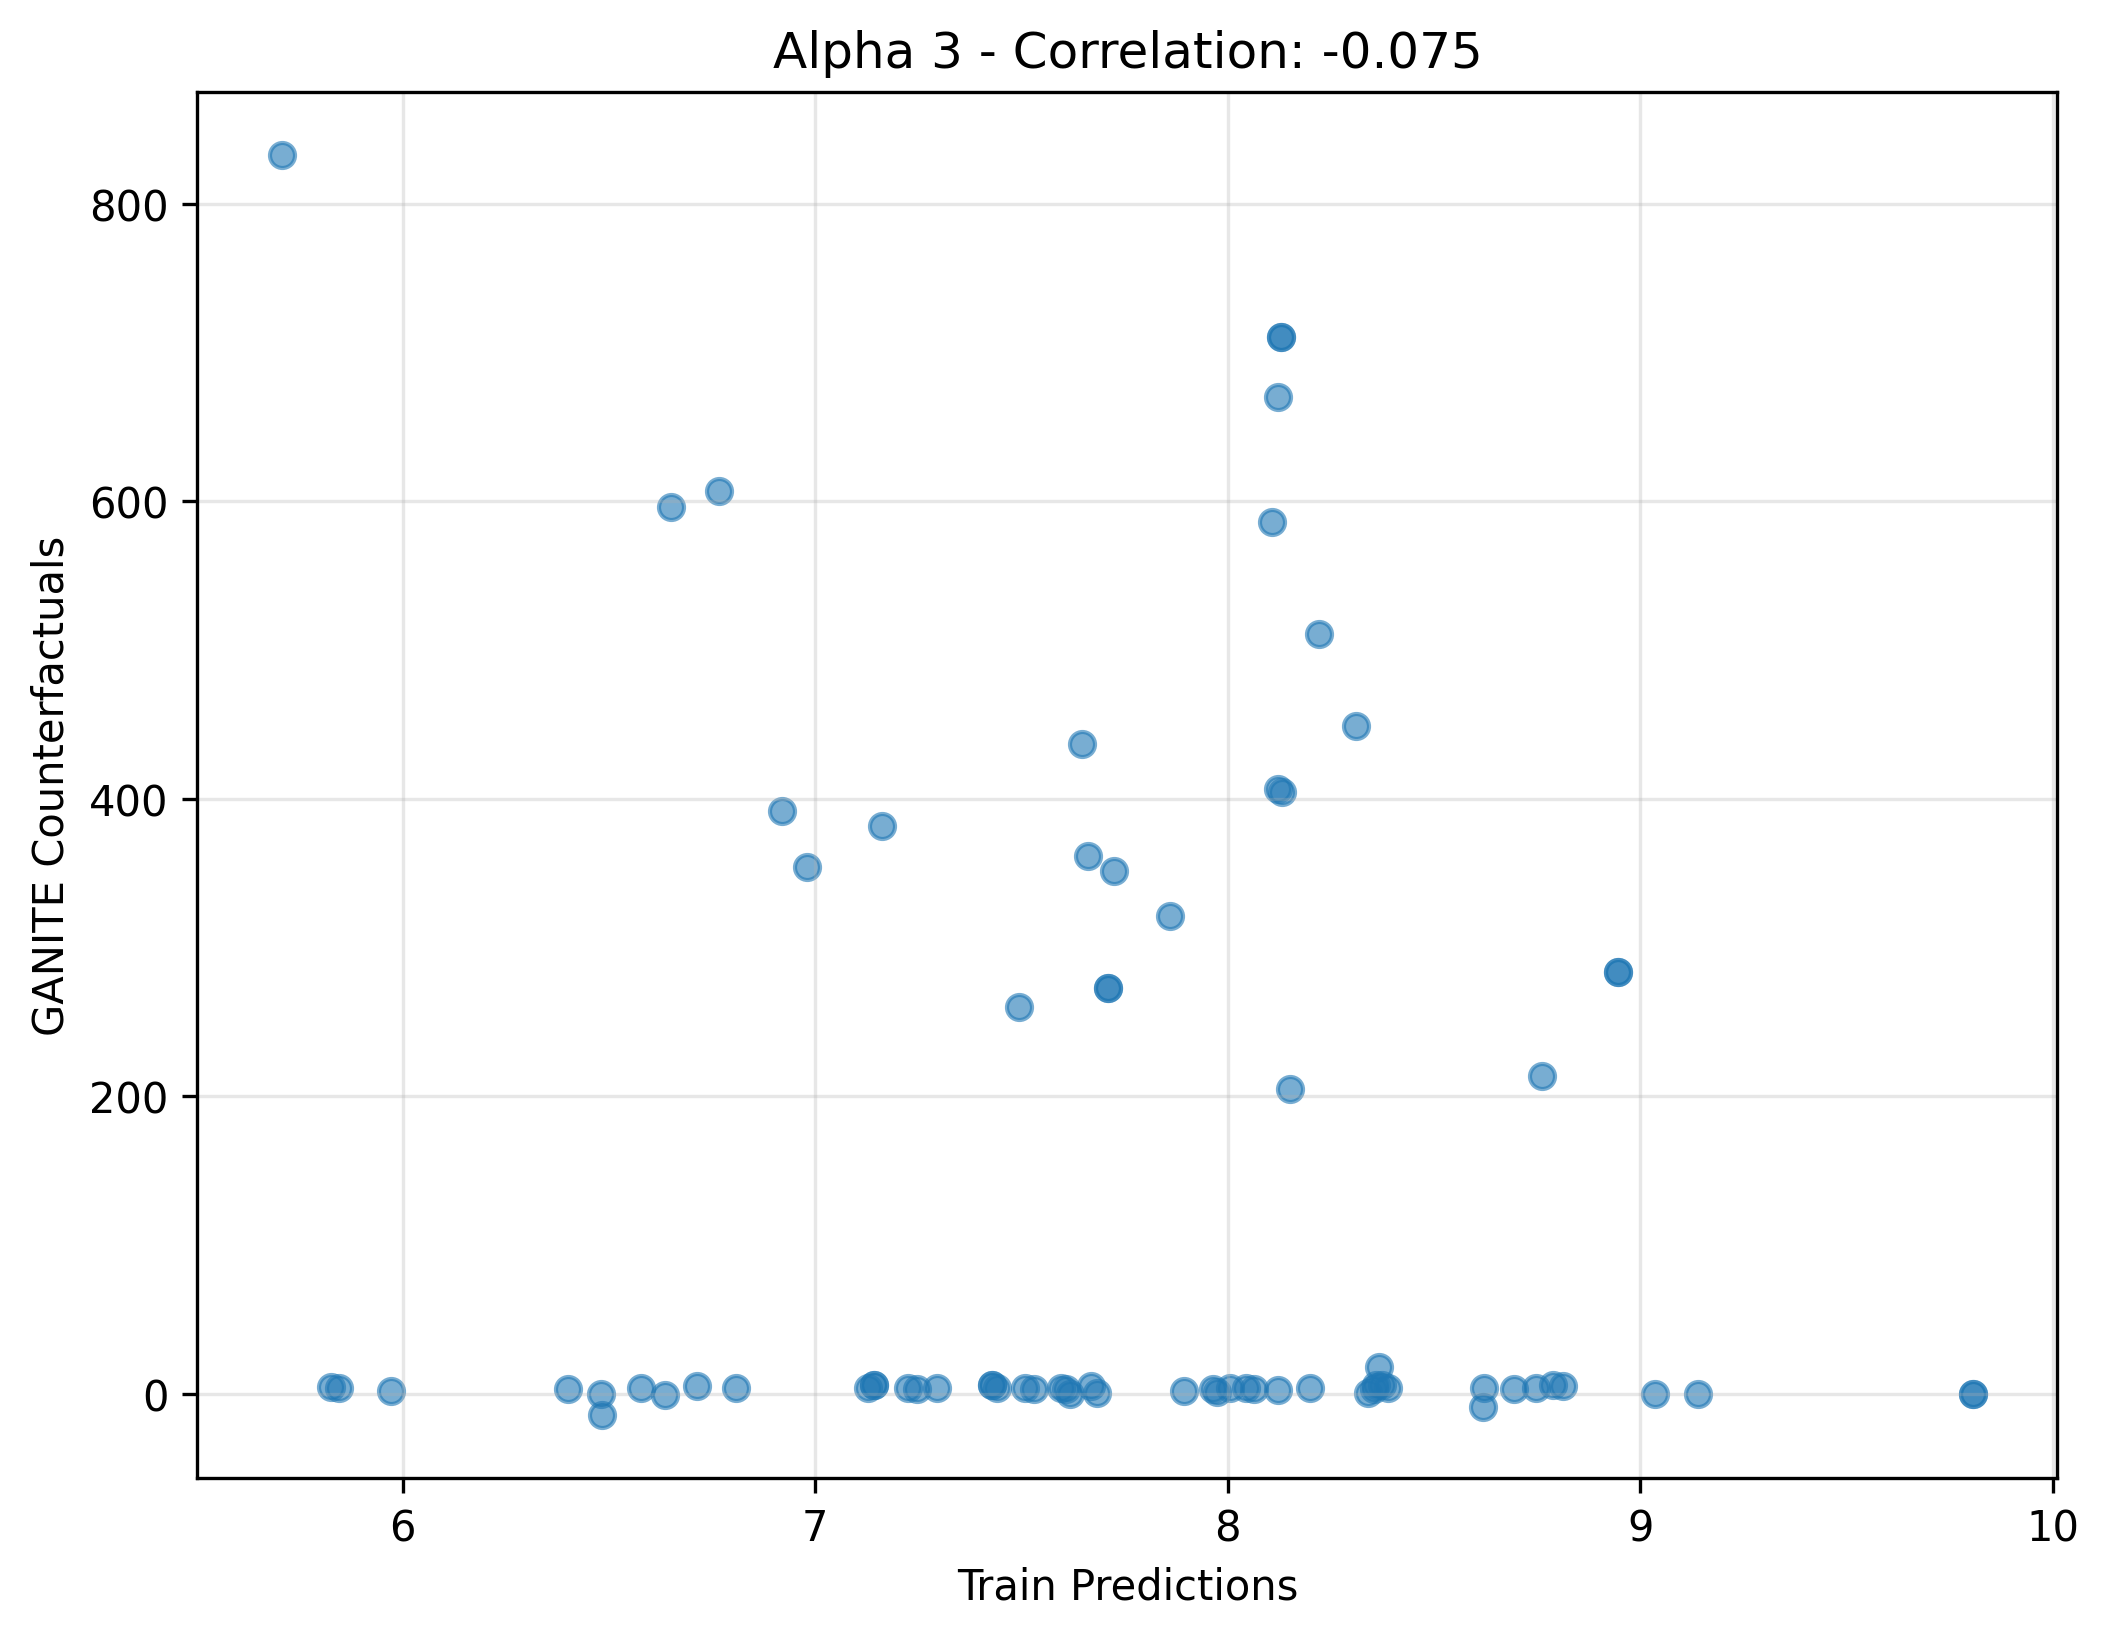 Alpha 3 - Correlation: -0.075
800
600
400
200
0
GANITE Counterfactuals
6 7 8 9 10
Train Predictions